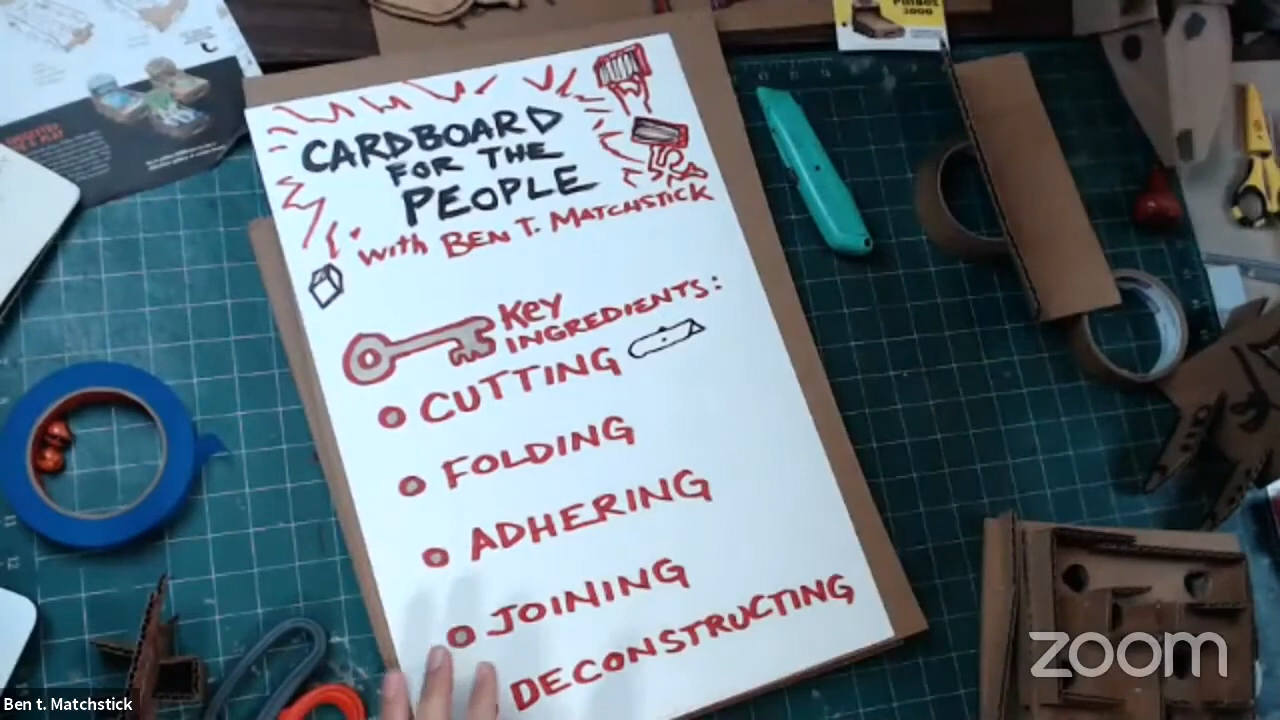 CARDBOARD
FOR THE
PEOPLE
with BEN T. MATCHSTICK
KEY
INGREDIENTS:
CUTTING
FOLDING
ADHERING
JOINING
DECONSTRUCTING
zoom
Ben t. Matchstick